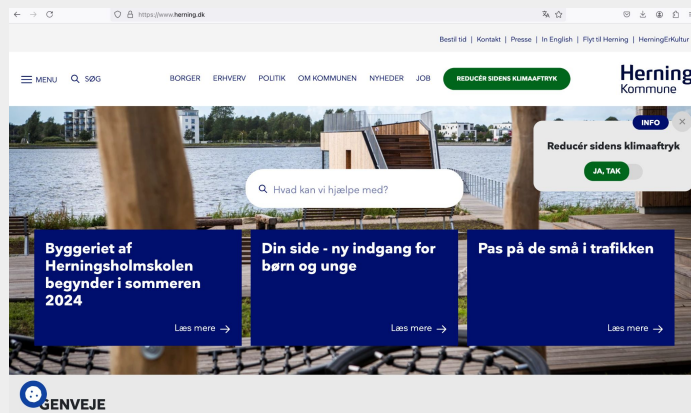 https://www.herning.dk
Bestil tid | Kontakt | Presse | In English | Flyt til Herning | HerningErKultur
MENU SØG BORGER ERHVERV POLITIK OM KOMMUNEN NYHEDER JOB REDUCÉR SIDENS KLIMAAFTRYK
Herning
Kommune
INFO
Reducér sidens klimaaftryk
JA, TAK
Hvad kan vi hjælpe med?
Byggeriet af
Herningsholmskolen
begynder i sommeren
2024
Læs mere
Din side - ny indgang for
børn og unge
Læs mere
Pas på de små i trafikken
Læs mere
GENVEJE